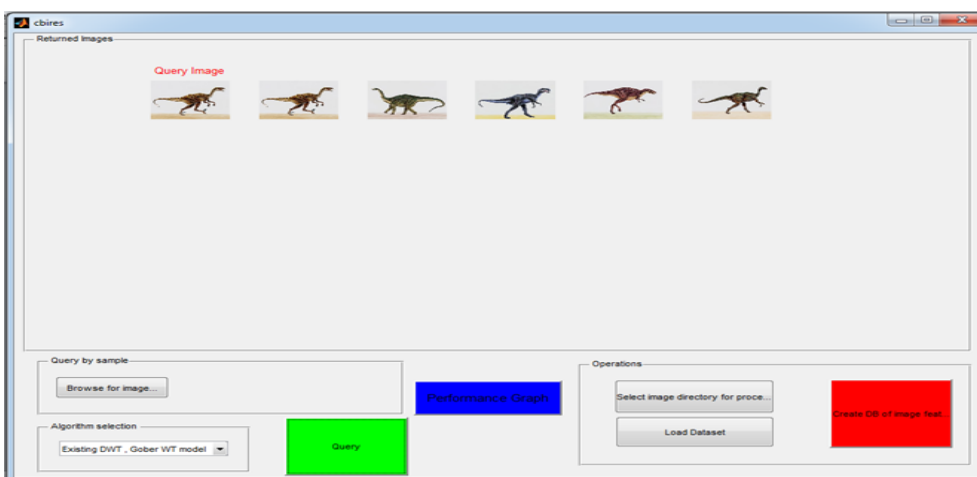 cbires
Returned Images
Query Image
Query by sample
Browse for image...
Performance Graph
Algorithm selection
Existing DWT , Gober WT model
Query
Operations
Select image directory for proce...
Load Dataset
Create DB of image feat...